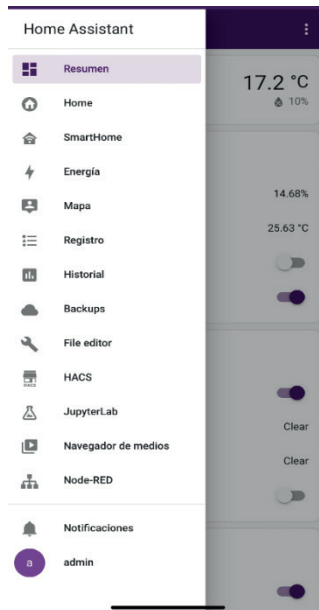 Home Assistant
Resumen
Home
SmartHome
Energía
Mapa
Registro
Historial
Backups
File editor
HACS
HACS
JupyterLab
Navegador de medios
Node-RED
Notificaciones
a
admin
17.2 °C
10%
14.68%
25.63 °C
Clear
Clear